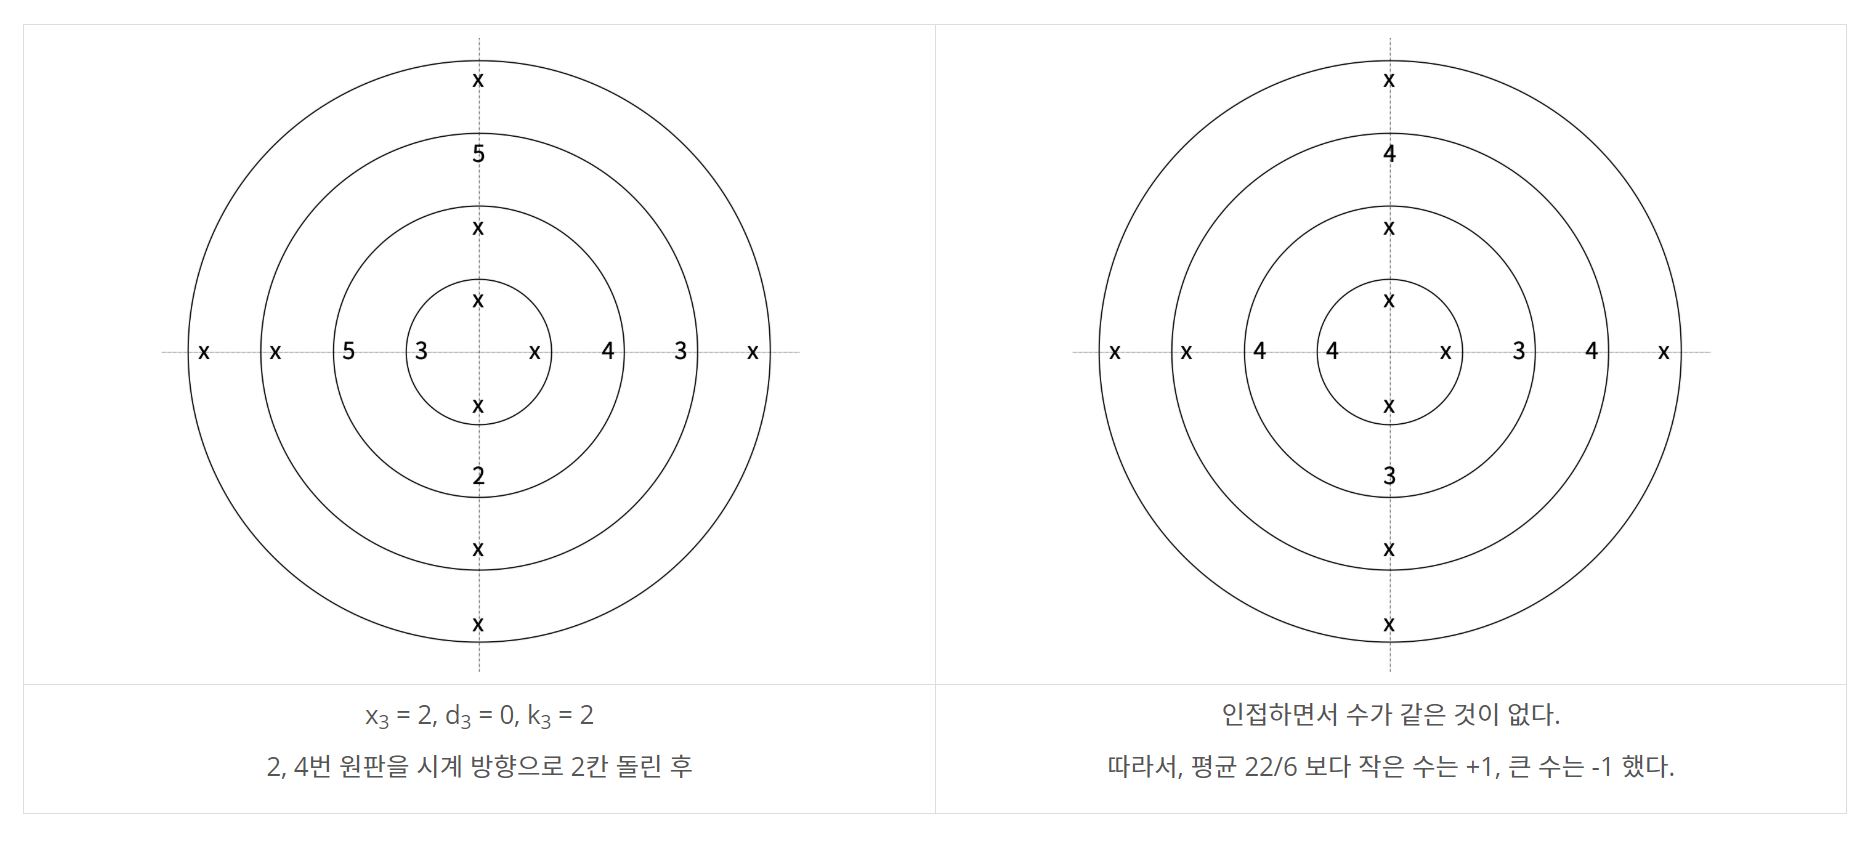 x
5
x
x
x x 5 3 x 4 3 x
x
2
x
x
x
4
x
x
x x 4 4 x 3 4 x
x
3
x
x
x₃ = 2, d₃ = 0, k₃ = 2
2, 4번 원판을 시계 방향으로 2칸 돌린 후
인접하면서 수가 같은 것이 없다.
따라서, 평균 22/6 보다 작은 수는 +1, 큰 수는 -1 했다.